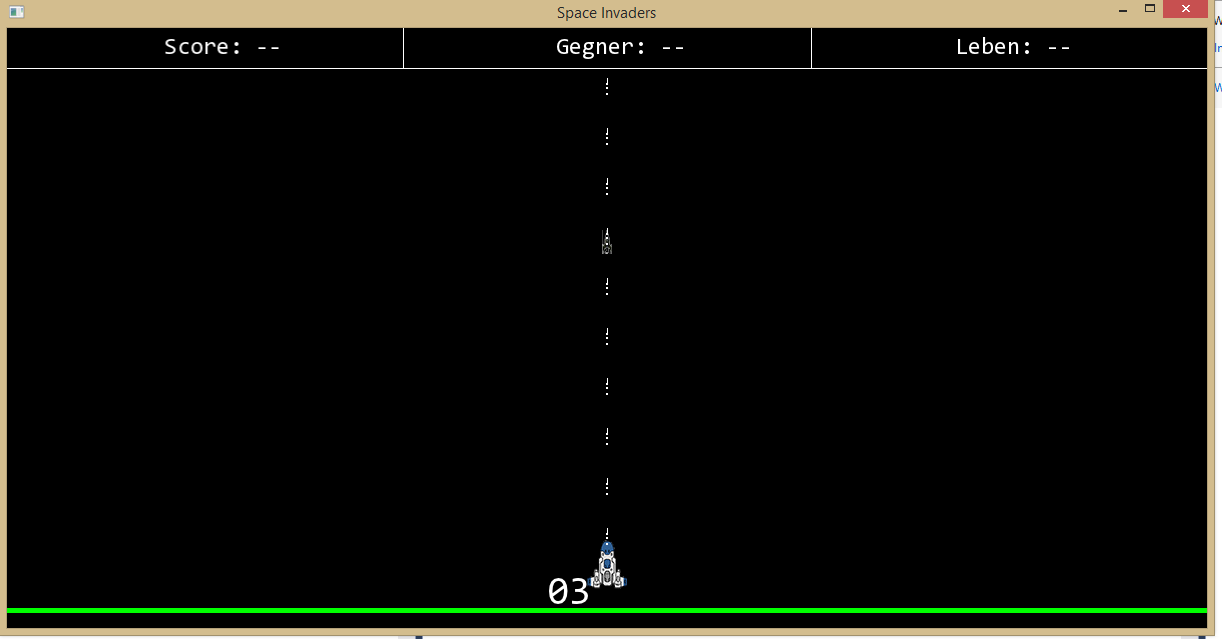 Space Invaders
Score: --
Gegner: --
Leben: --
03